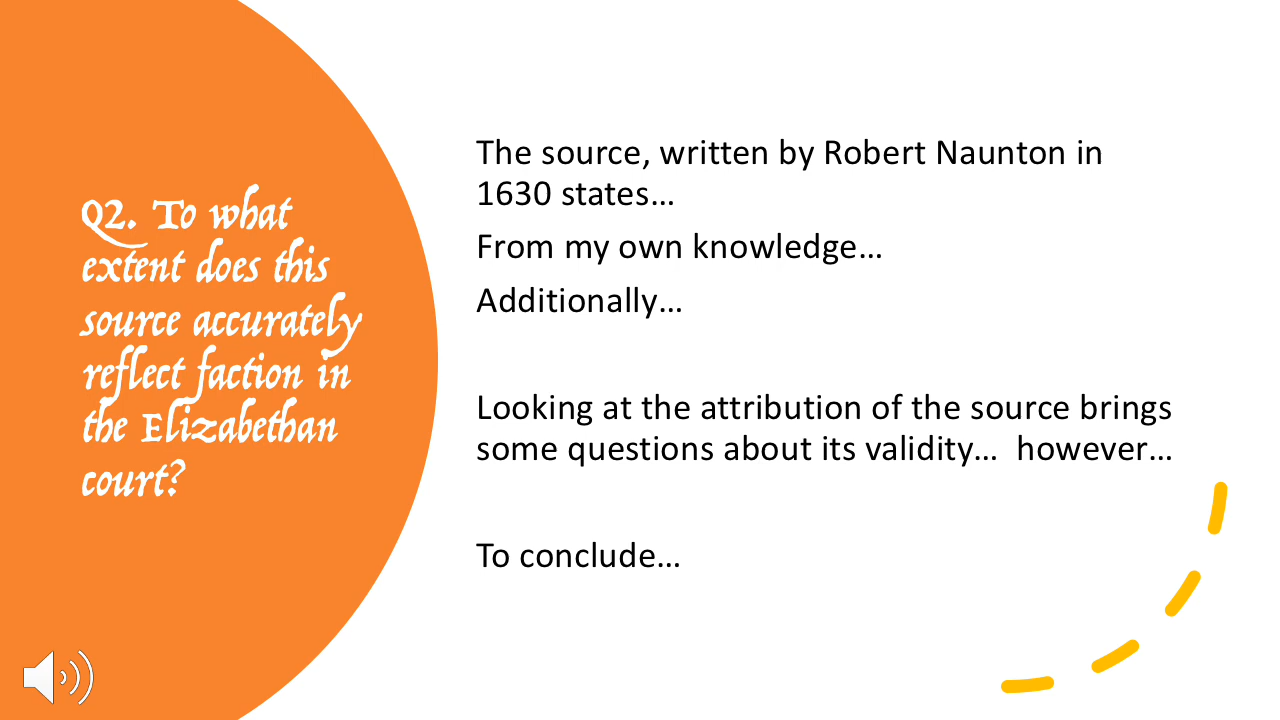 Q2. To what
extent does this
source accurately
reflect faction in
the Elizabethan
court?
The source, written by Robert Naunton in
1630 states…
From my own knowledge…
Additionally…
Looking at the attribution of the source brings
some questions about its validity…  however…
To conclude…